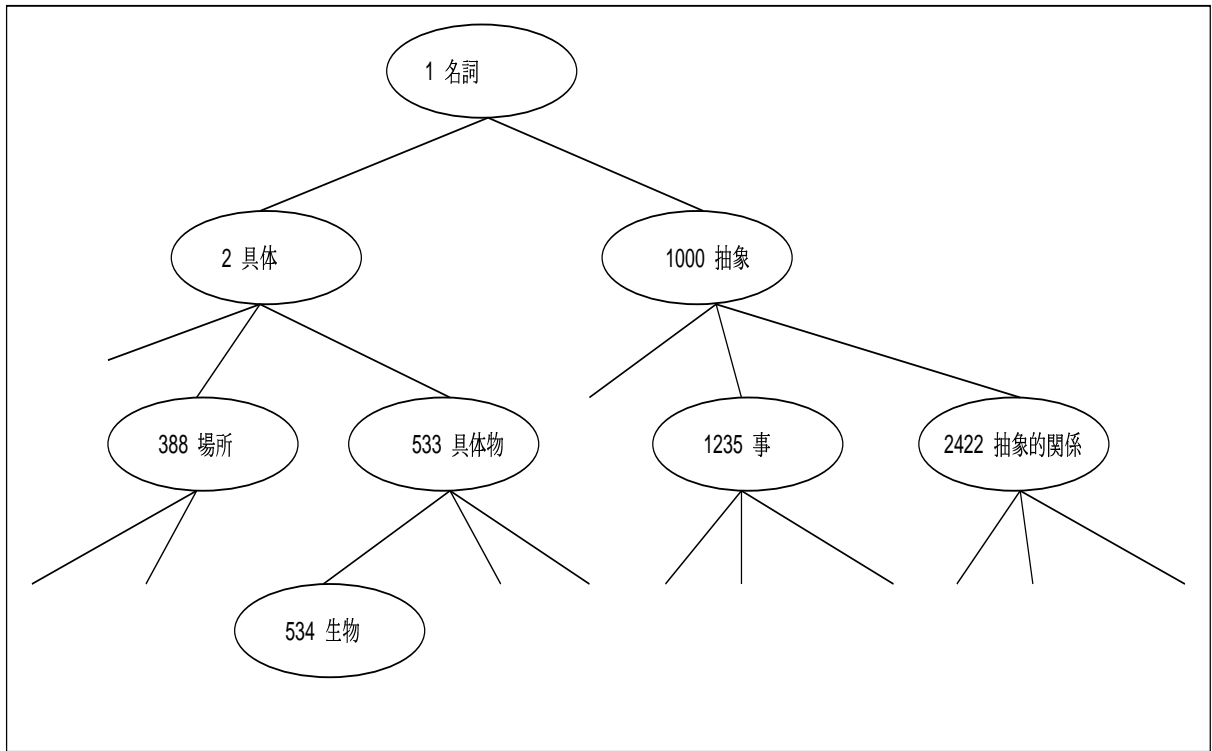 1 名詞
2 具体
1000 抽象
388 場所
533 具体物
1235 事
2422 抽象的関係
534 生物